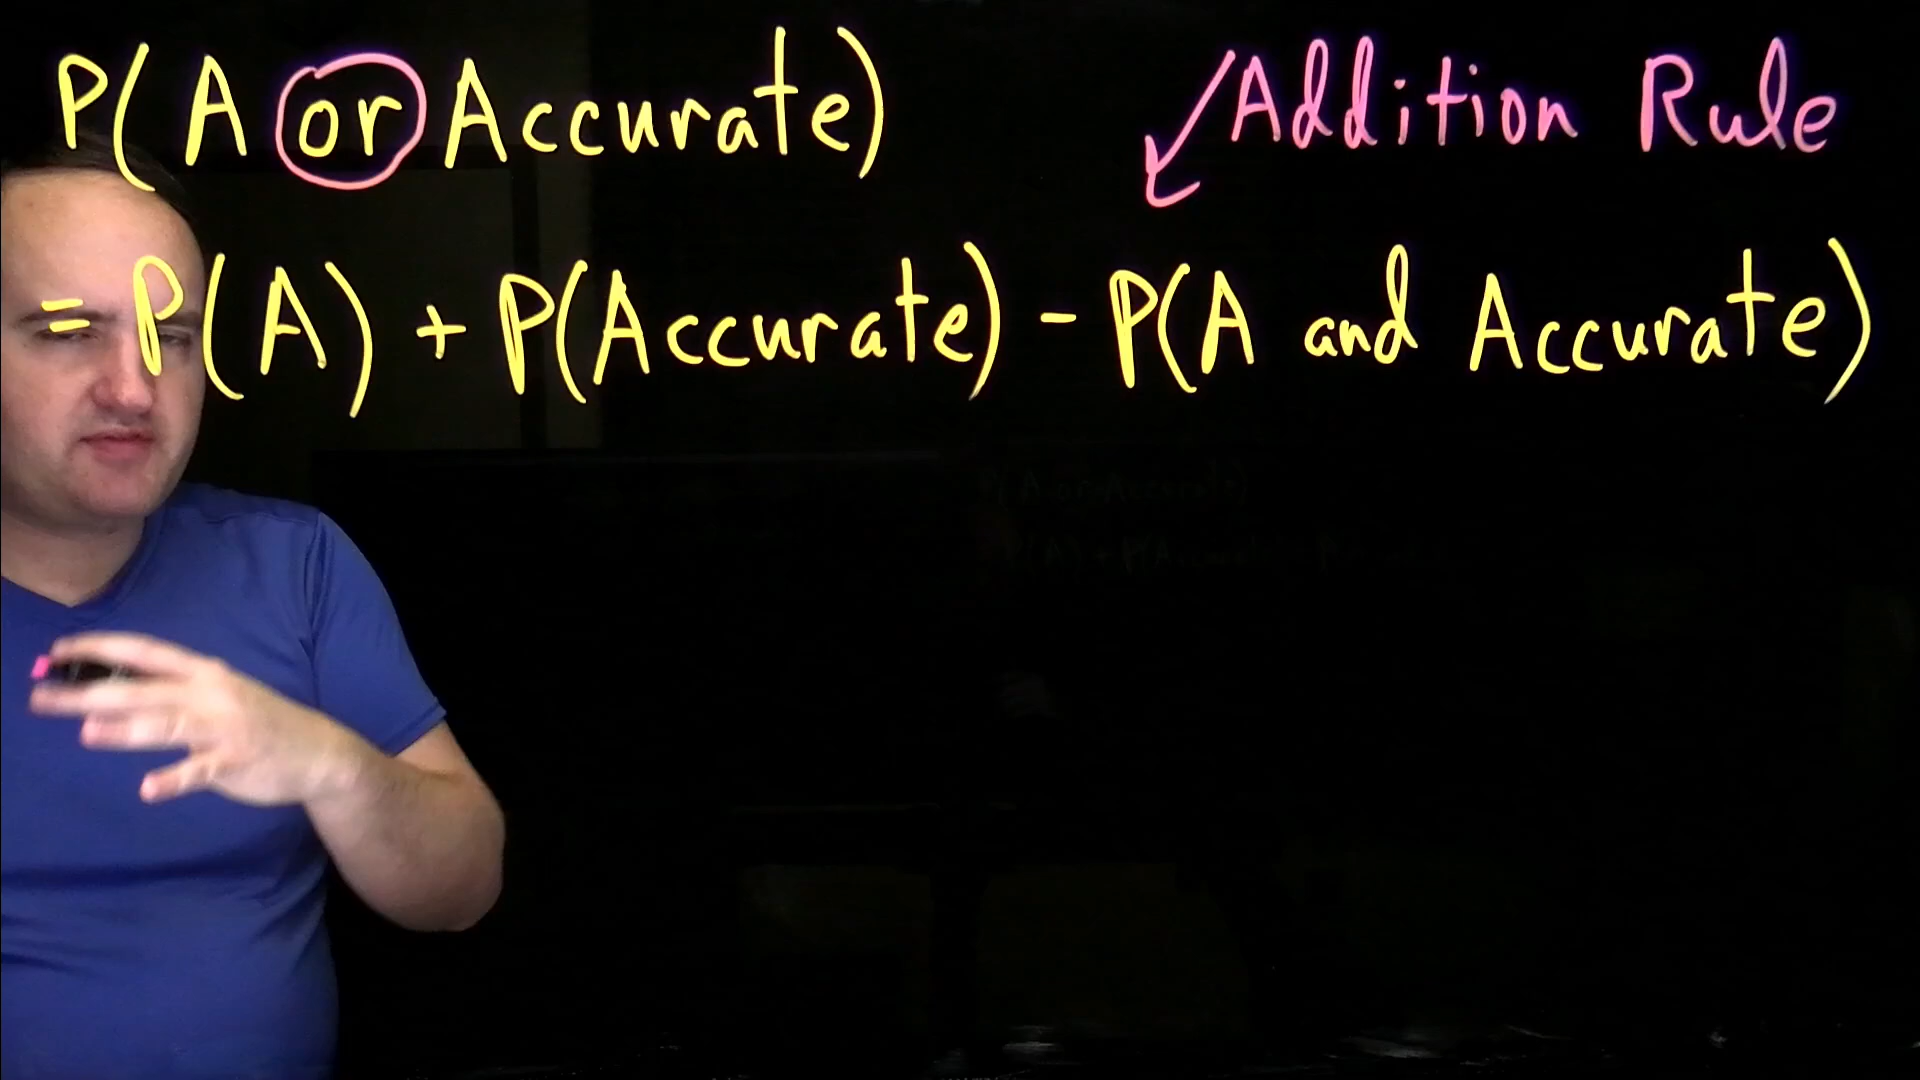 P(A or Accurate)
Addition Rule
= P(A) + P(Accurate) - P(A and Accurate)